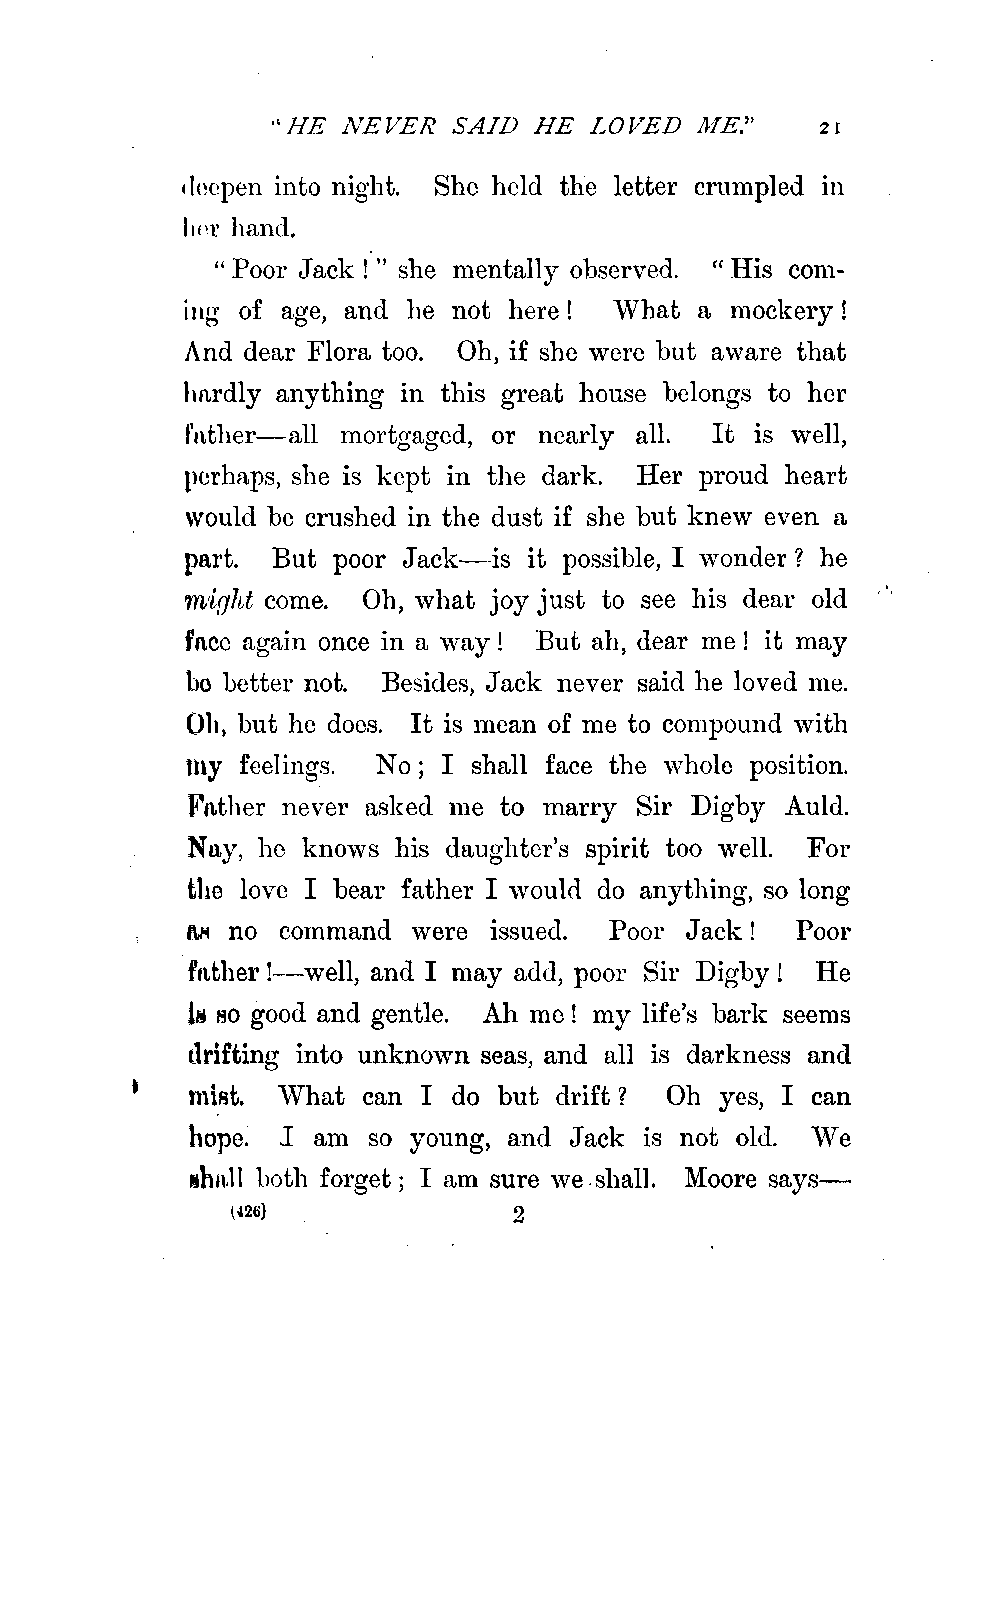 "HE NEVER SAID HE LOVED ME." 21
deepen into night. She held the letter crumpled in
her hand.
"Poor Jack!" she mentally observed. "His com-
ing of age, and he not here! What a mockery!
And dear Flora too. Oh, if she were but aware that
hardly anything in this great house belongs to her
father—all mortgaged, or nearly all. It is well,
perhaps, she is kept in the dark. Her proud heart
would be crushed in the dust if she but knew even a
part. But poor Jack—is it possible, I wonder? he
might come. Oh, what joy just to see his dear old
face again once in a way! But ah, dear me! it may
be better not. Besides, Jack never said he loved me.
Oh, but he does. It is mean of me to compound with
my feelings. No; I shall face the whole position.
Father never asked me to marry Sir Digby Auld.
Nay, he knows his daughter's spirit too well. For
the love I bear father I would do anything, so long
as no command were issued. Poor Jack! Poor
father!—well, and I may add, poor Sir Digby! He
is so good and gentle. Ah me! my life's bark seems
drifting into unknown seas, and all is darkness and
mist. What can I do but drift? Oh yes, I can
hope. I am so young, and Jack is not old. We
shall both forget; I am sure we shall. Moore says—
(426) 2